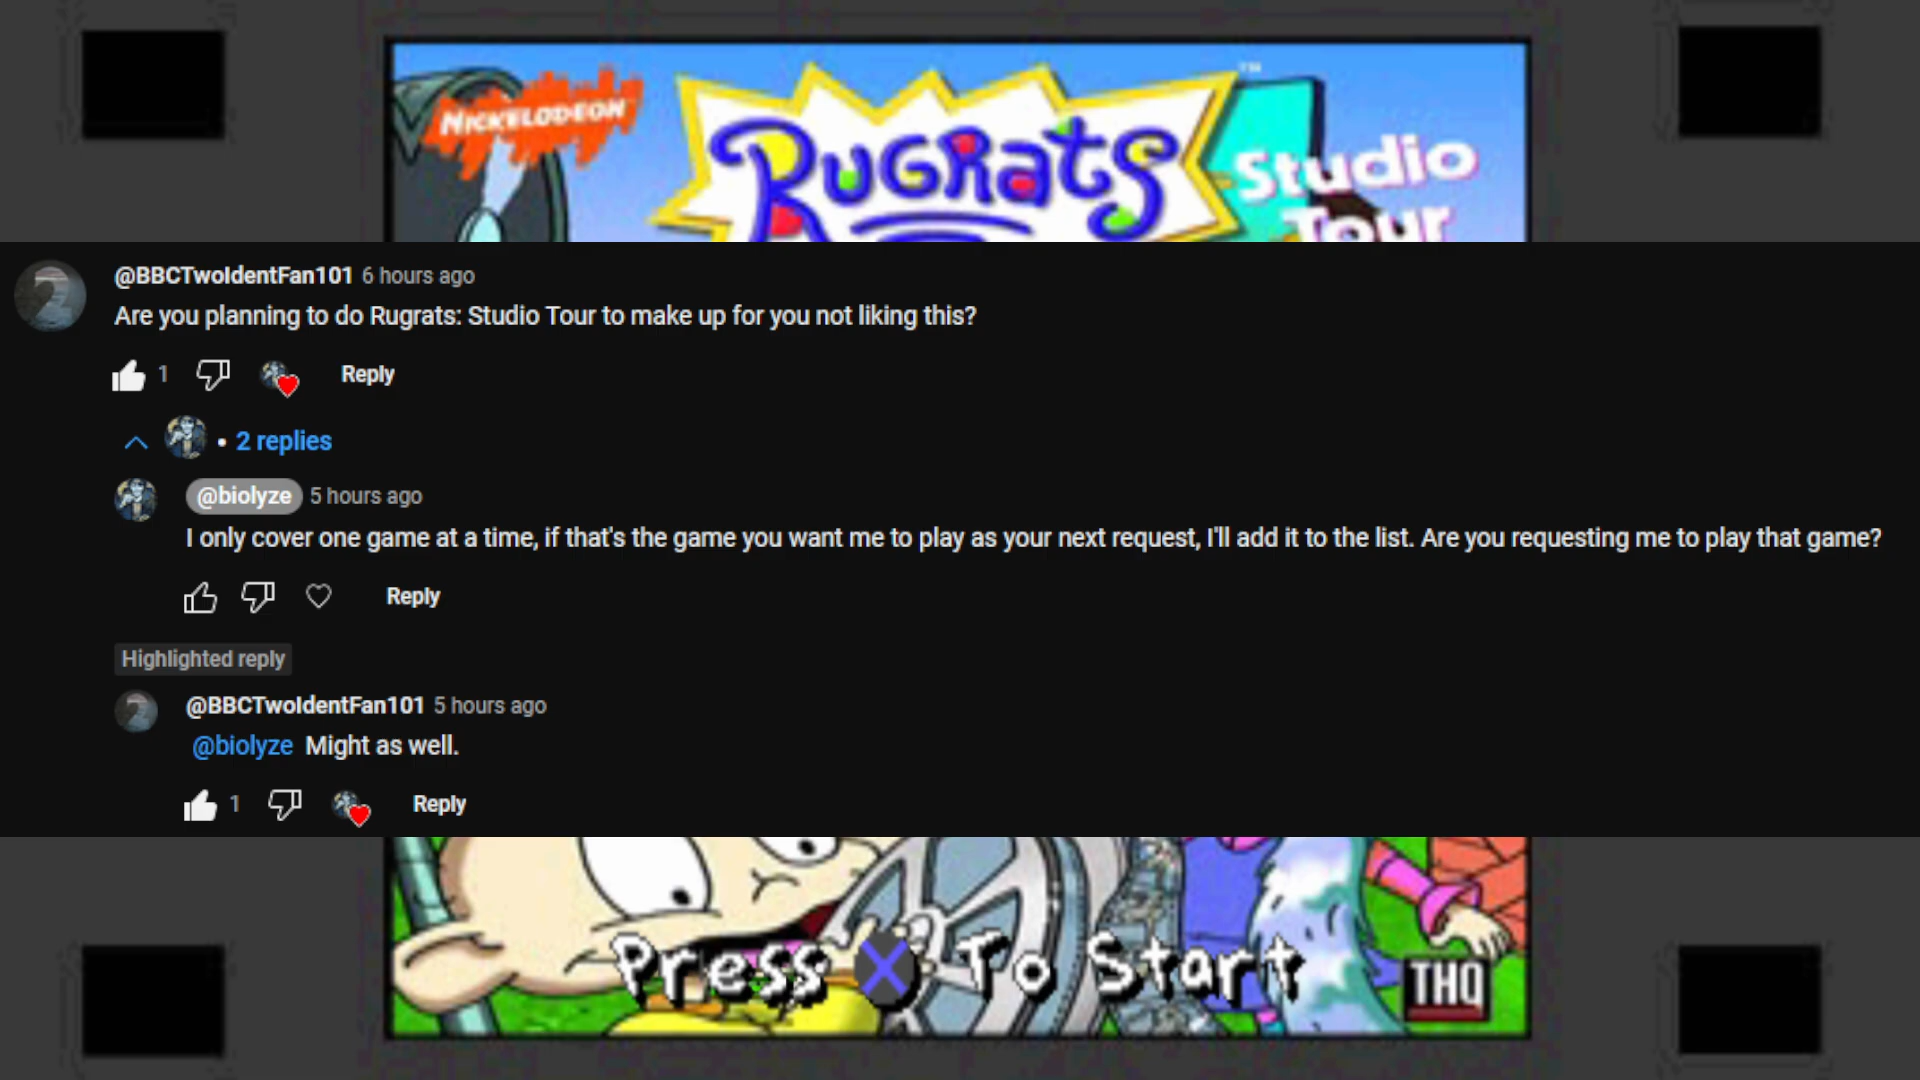 NICKELODEON
RUGRATS
™
Studio
Tour
@BBCTwoIdentFan101 6 hours ago
Are you planning to do Rugrats: Studio Tour to make up for you not liking this?
1 Reply
• 2 replies
@biolyze 5 hours ago
I only cover one game at a time, if that's the game you want me to play as your next request, I'll add it to the list. Are you requesting me to play that game?
Reply
Highlighted reply
@BBCTwoIdentFan101 5 hours ago
@biolyze Might as well.
1 Reply
Press X To Start
THQ